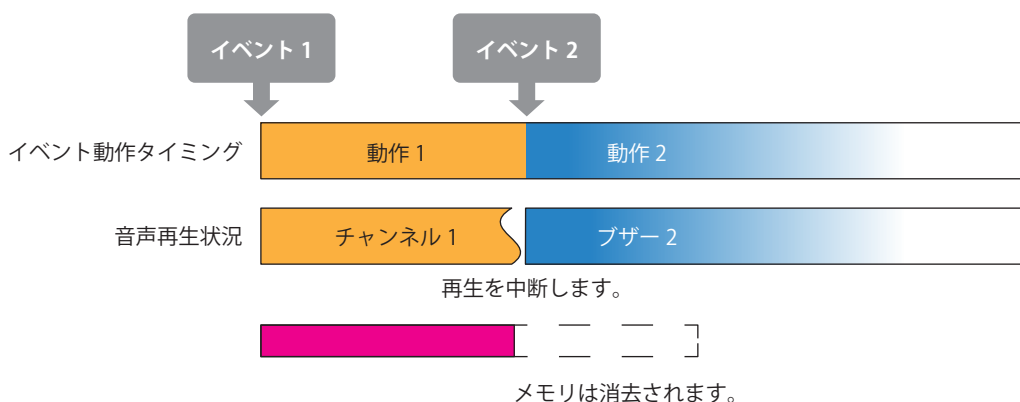 イベント 1
イベント 2
イベント動作タイミング
動作 1
動作 2
音声再生状況
チャンネル 1
ブザー 2
再生を中断します。
メモリは消去されます。